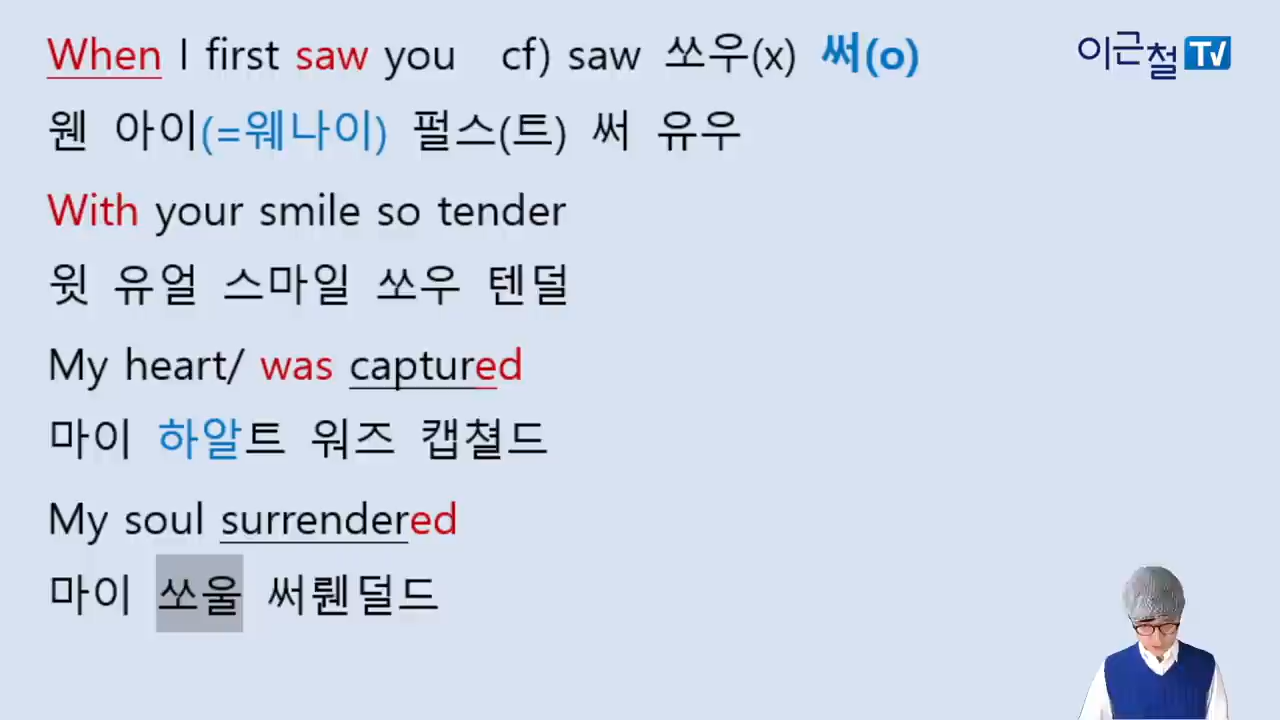 When I first saw you cf) saw 쏘우(x) 써(o)
이근철 TV
웬 아이(=웨나이) 펄스(트) 써 유우
With your smile so tender
윗 유얼 스마일 쏘우 텐덜
My heart/ was captured
마이 하알트 워즈 캡쳘드
My soul surrendered
마이 쏘울 써뤤덜드